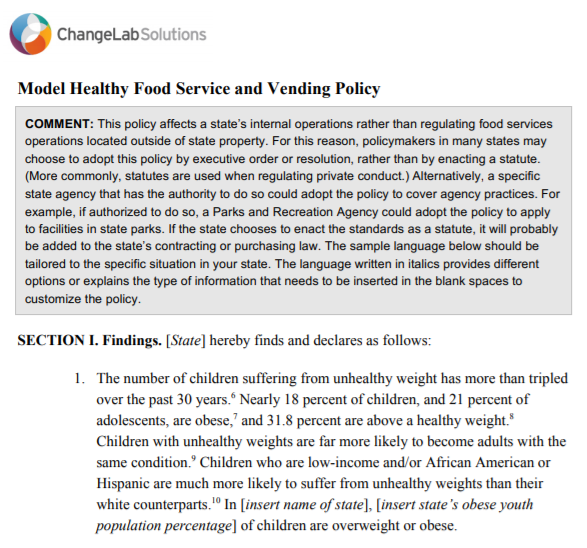 ChangeLabSolutions
Model Healthy Food Service and Vending Policy
COMMENT: This policy affects a state's internal operations rather than regulating food services
operations located outside of state property. For this reason, policymakers in many states may
choose to adopt this policy by executive order or resolution, rather than by enacting a statute.
(More commonly, statutes are used when regulating private conduct.) Alternatively, a specific
state agency that has the authority to do so could adopt the policy to cover agency practices. For
example, if authorized to do so, a Parks and Recreation Agency could adopt the policy to apply
to facilities in state parks. If the state chooses to enact the standards as a statute, it will probably
be added to the state's contracting or purchasing law. The sample language below should be
tailored to the specific situation in your state. The language written in italics provides different
options or explains the type of information that needs to be inserted in the blank spaces to
customize the policy.
SECTION I. Findings. [State] hereby finds and declares as follows:
1. The number of children suffering from unhealthy weight has more than tripled
over the past 30 years.⁶ Nearly 18 percent of children, and 21 percent of
adolescents, are obese,⁷ and 31.8 percent are above a healthy weight.⁸
Children with unhealthy weights are far more likely to become adults with the
same condition.⁹ Children who are low-income and/or African American or
Hispanic are much more likely to suffer from unhealthy weights than their
white counterparts.¹⁰ In [insert name of state], [insert state's obese youth
population percentage] of children are overweight or obese.